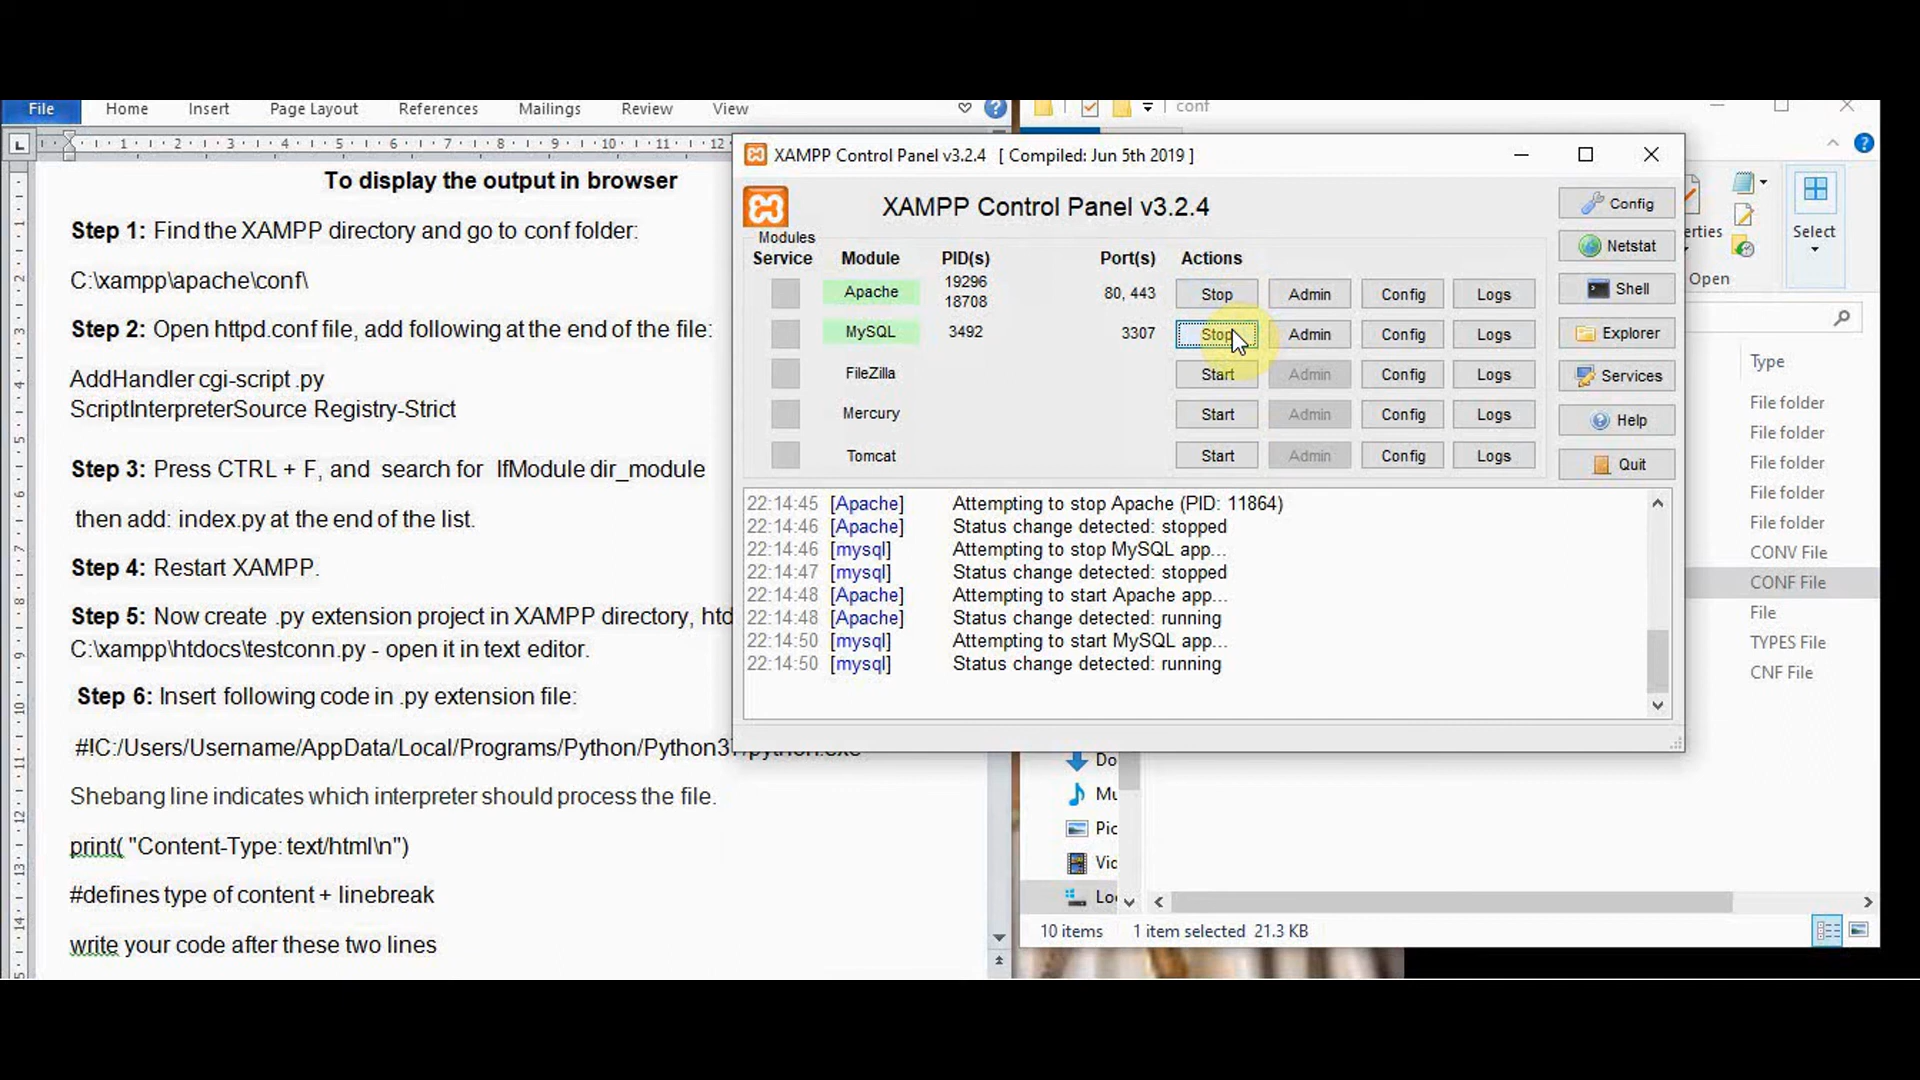 File Home Insert Page Layout References Mailings Review View
1 2 3 4 5 6 7 8 9 10 11 12
To display the output in browser
Step 1: Find the XAMPP directory and go to conf folder:
C:\xampp\apache\conf\
Step 2: Open httpd.conf file, add following at the end of the file:
AddHandler cgi-script .py
ScriptInterpreterSource Registry-Strict
Step 3: Press CTRL + F, and search for IfModule dir_module
then add: index.py at the end of the list.
Step 4: Restart XAMPP.
Step 5: Now create .py extension project in XAMPP directory,
C:\xampp\htdocs\testconn.py - open it in text editor.
Step 6: Insert following code in .py extension file:
#!C:/Users/Username/AppData/Local/Programs/Python/
Shebang line indicates which interpreter should process the file.
print( "Content-Type: text/html\n")
#defines type of content + linebreak
write your code after these two lines
XAMPP Control Panel v3.2.4 [ Compiled: Jun 5th 2019 ]
XAMPP Control Panel v3.2.4
Modules
Service Module PID(s) Port(s) Actions
Apache 19296 18708 80, 443 Stop Admin Config Logs
MySQL 3492 3307 Stop Admin Config Logs
FileZilla Start Admin Config Logs
Mercury Start Admin Config Logs
Tomcat Start Admin Config Logs
Config
Netstat
Shell
Explorer
Services
Help
Quit
22:14:45 [Apache] Attempting to stop Apache (PID: 11864)
22:14:46 [Apache] Status change detected: stopped
22:14:46 [mysql] Attempting to stop MySQL app...
22:14:47 [mysql] Status change detected: stopped
22:14:48 [Apache] Attempting to start Apache app...
22:14:48 [Apache] Status change detected: running
22:14:50 [mysql] Attempting to start MySQL app...
22:14:50 [mysql] Status change detected: running
conf
Select
Open
Type
File folder
File folder
File folder
File folder
File folder
CONV File
CONF File
File
TYPES File
CNF File
10 items 1 item selected 21.3 KB